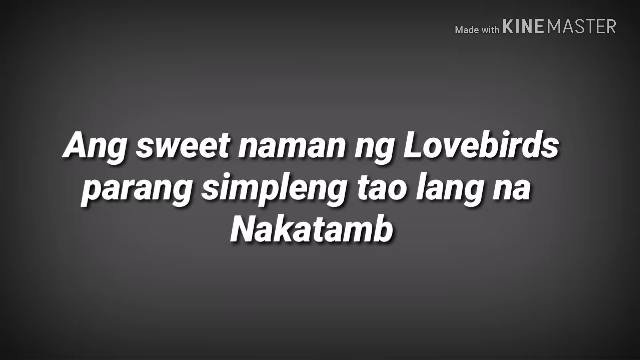 Made with KINEMASTER
Ang sweet naman ng Lovebirds
parang simpleng tao lang na
Nakatamb